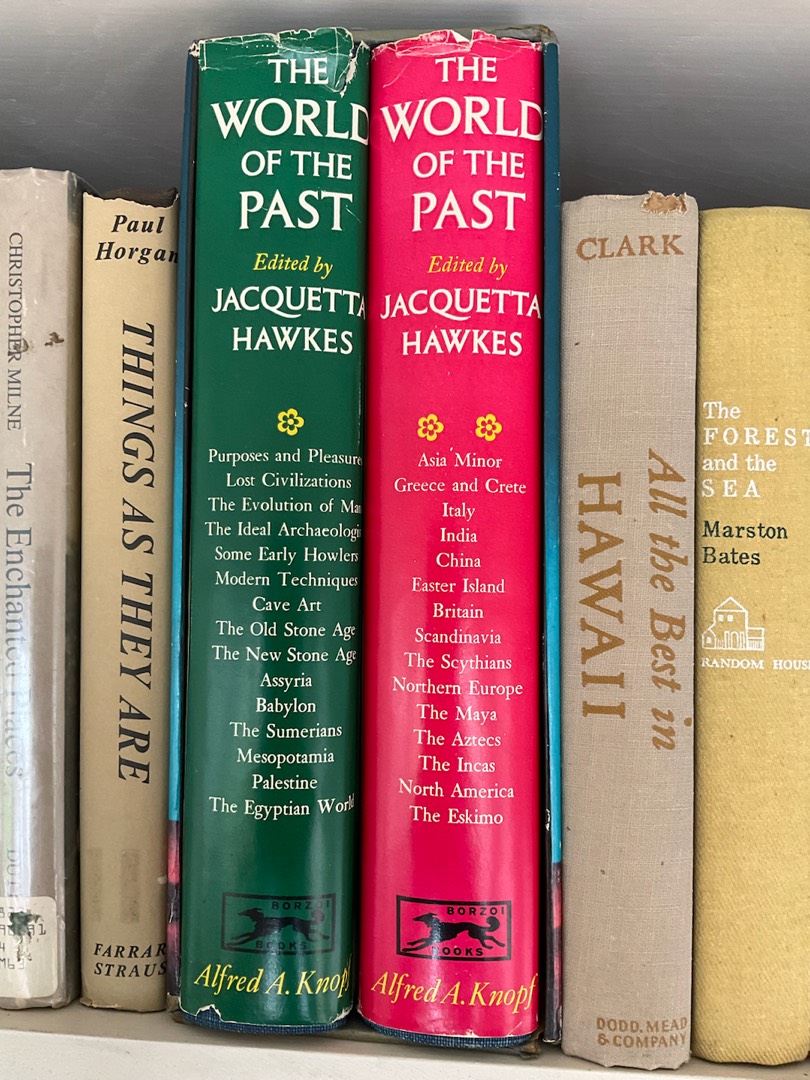 CHRISTOPHER MILNE
The Enchanted Places
Paul
Horgan
THINGS AS THEY ARE
FARRAR
STRAUS
THE
WORLD
OF THE
PAST
Edited by
JACQUETTA
HAWKES
Purposes and Pleasure
Lost Civilizations
The Evolution of Ma
The Ideal Archaeologi
Some Early Howlers
Modern Techniques
Cave Art
The Old Stone Age
The New Stone Age
Assyria
Babylon
The Sumerians
Mesopotamia
Palestine
The Egyptian World
BORZOI
BOOKS
Alfred A. Knopf
THE
WORLD
OF THE
PAST
Edited by
JACQUETTA
HAWKES
Asia Minor
Greece and Crete
Italy
India
China
Easter Island
Britain
Scandinavia
The Scythians
Northern Europe
The Maya
The Aztecs
The Incas
North America
The Eskimo
BORZOI
BOOKS
Alfred A. Knopf
CLARK
All the Best in
HAWAII
DODD, MEAD
& COMPANY
The
FOREST
and the
SEA
Marston
Bates
RANDOM HOUSE